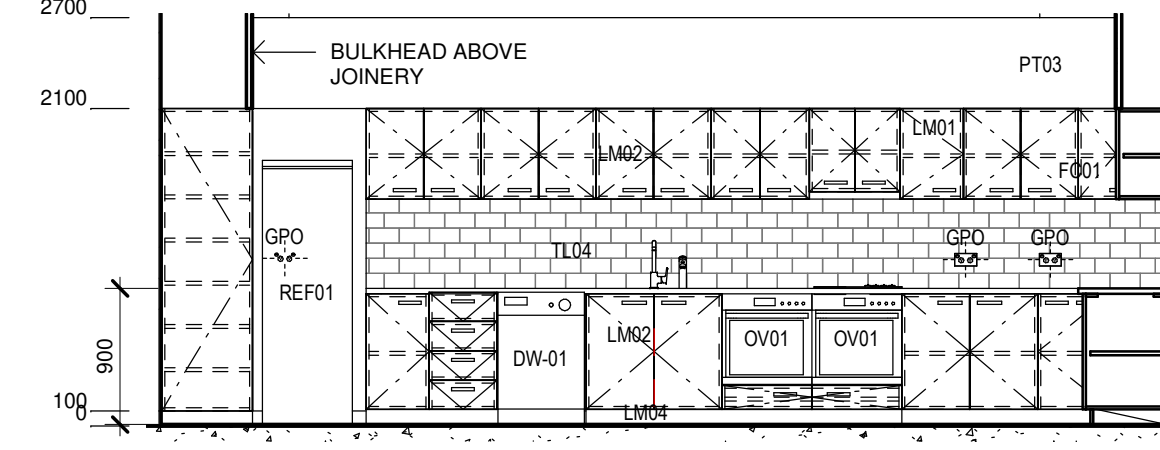 2700
BULKHEAD ABOVE
JOINERY
PT03
2100
LM01
LM02
FC01
GPO
GPO
GPO
TL04
REF01
900
LM02
OV01
OV01
DW-01
100
0
LM04